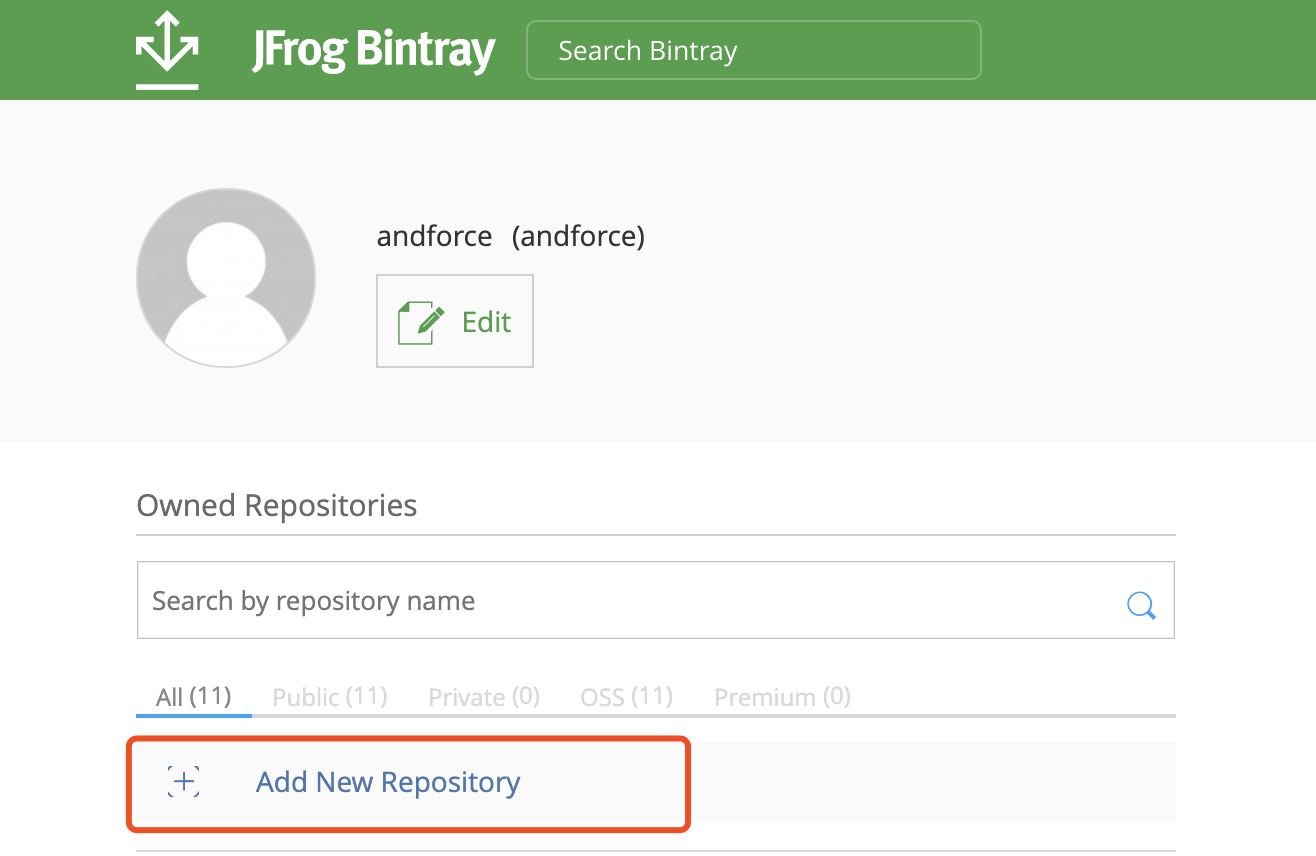 JFrog Bintray
Search Bintray
andforce (andforce)
Edit
Owned Repositories
Search by repository name
All (11) Public (11) Private (0) OSS (11) Premium (0)
Add New Repository